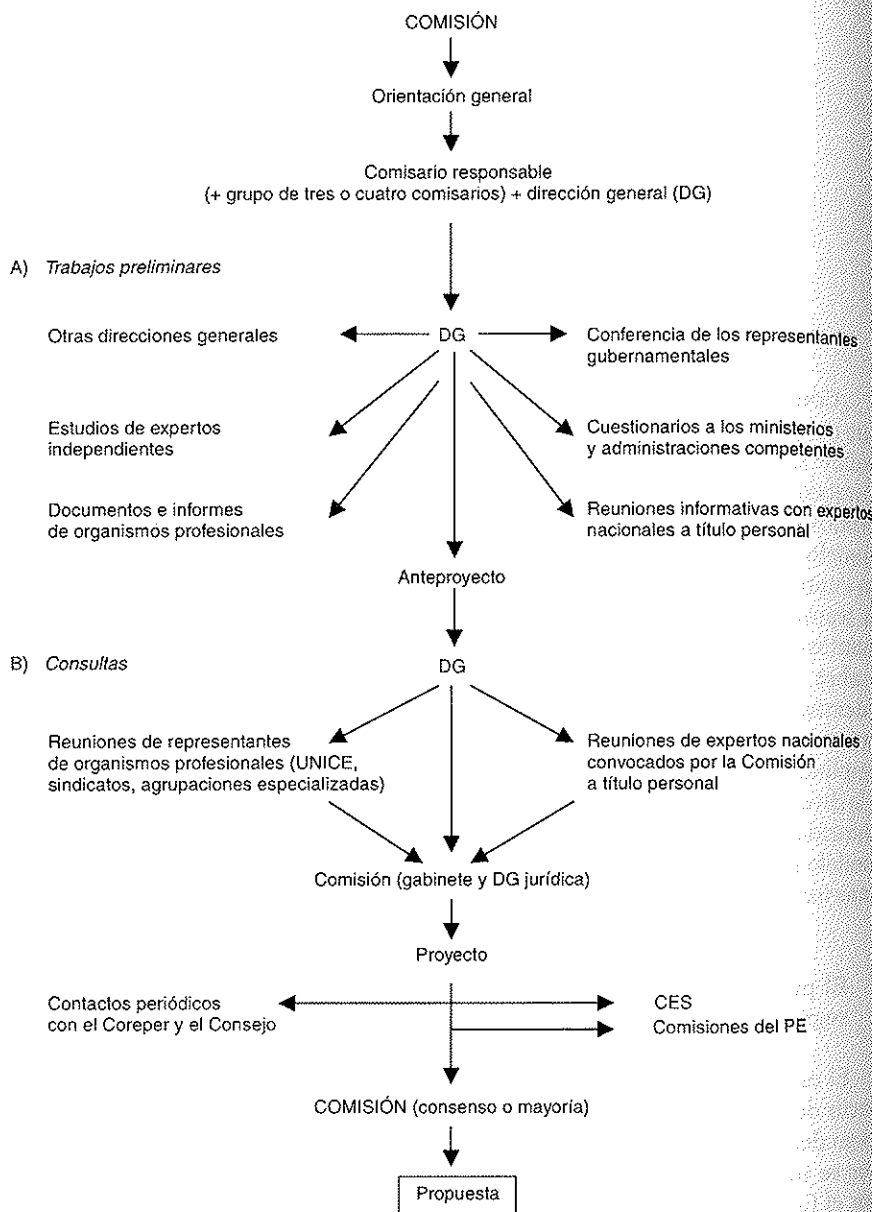 COMISIÓN
Orientación general
Comisario responsable
(+ grupo de tres o cuatro comisarios) + dirección general (DG)
A) Trabajos preliminares
Otras direcciones generales
DG
Conferencia de los representantes
gubernamentales
Estudios de expertos
independientes
Cuestionarios a los ministerios
y administraciones competentes
Documentos e informes
de organismos profesionales
Reuniones informativas con expertos
nacionales a título personal
Anteproyecto
B) Consultas
DG
Reuniones de representantes
de organismos profesionales (UNICE,
sindicatos, agrupaciones especializadas)
Reuniones de expertos nacionales
convocados por la Comisión
a título personal
Comisión (gabinete y DG jurídica)
Proyecto
Contactos periódicos
con el Coreper y el Consejo
CES
Comisiones del PE
COMISIÓN (consenso o mayoría)
Propuesta